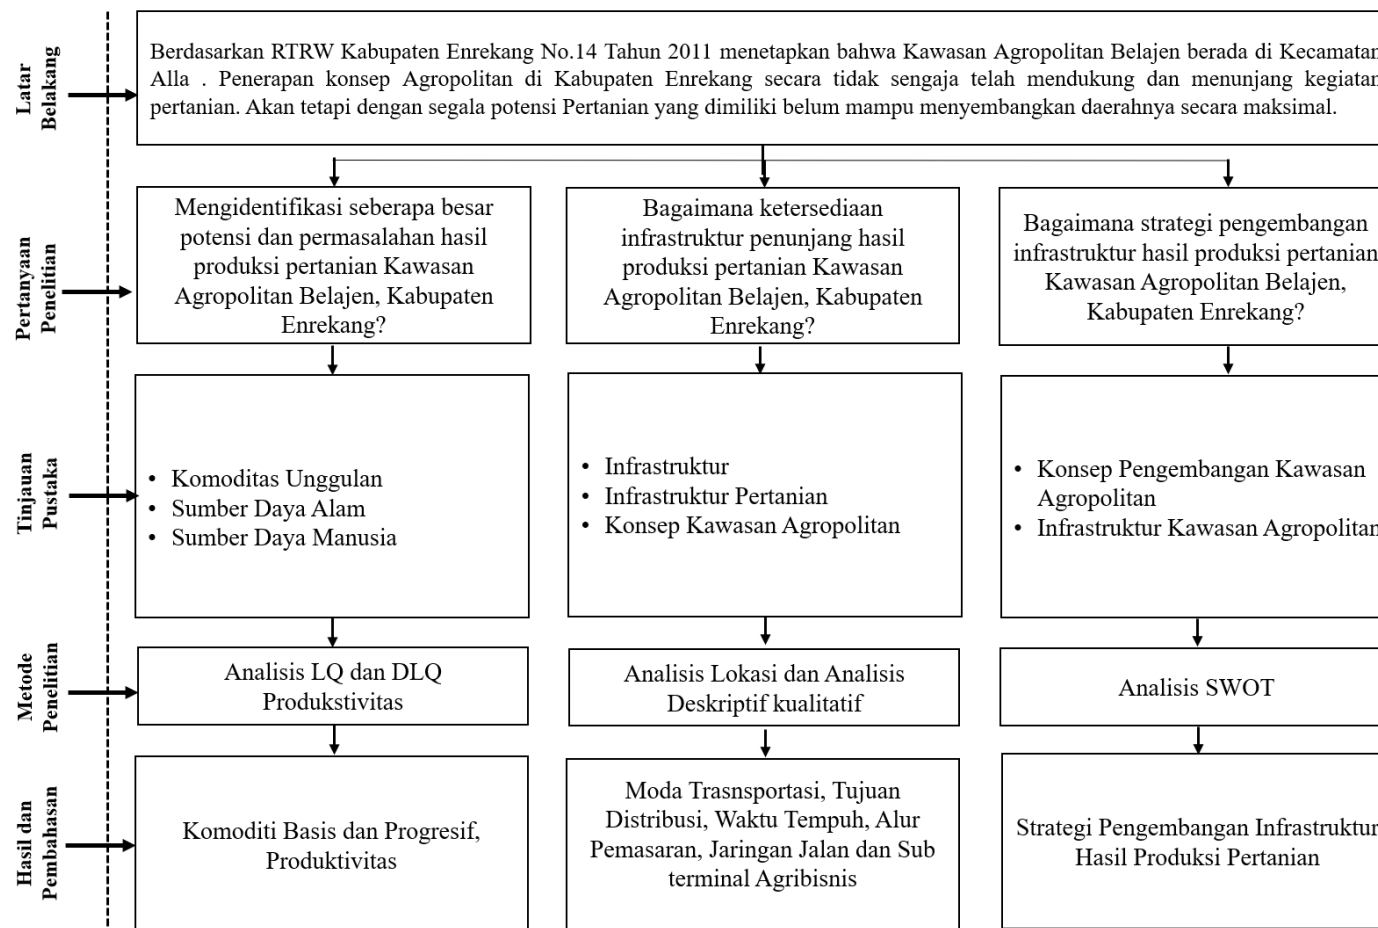 Latar
Belakang
Berdasarkan RTRW Kabupaten Enrekang No.14 Tahun 2011 menetapkan bahwa Kawasan Agropolitan Belajen berada di Kecamatan
Alla . Penerapan konsep Agropolitan di Kabupaten Enrekang secara tidak sengaja telah mendukung dan menunjang kegiatan
pertanian. Akan tetapi dengan segala potensi Pertanian yang dimiliki belum mampu menyembangkan daerahnya secara maksimal.
Pertanyaan
Penelitian
Mengidentifikasi seberapa besar
potensi dan permasalahan hasil
produksi pertanian Kawasan
Agropolitan Belajen, Kabupaten
Enrekang?
Bagaimana ketersediaan
infrastruktur penunjang hasil
produksi pertanian Kawasan
Agropolitan Belajen, Kabupaten
Enrekang?
Bagaimana strategi pengembangan
infrastruktur hasil produksi pertanian
Kawasan Agropolitan Belajen,
Kabupaten Enrekang?
Tinjauan
Pustaka
• Komoditas Unggulan
• Sumber Daya Alam
• Sumber Daya Manusia
• Infrastruktur
• Infrastruktur Pertanian
• Konsep Kawasan Agropolitan
• Konsep Pengembangan Kawasan
Agropolitan
• Infrastruktur Kawasan Agropolitan
Metode
Penelitian
Analisis LQ dan DLQ
Produkstivitas
Analisis Lokasi dan Analisis
Deskriptif kualitatif
Analisis SWOT
Hasil dan
Pembahasan
Komoditi Basis dan Progresif,
Produktivitas
Moda Trasnsportasi, Tujuan
Distribusi, Waktu Tempuh, Alur
Pemasaran, Jaringan Jalan dan Sub
terminal Agribisnis
Strategi Pengembangan Infrastruktur
Hasil Produksi Pertanian